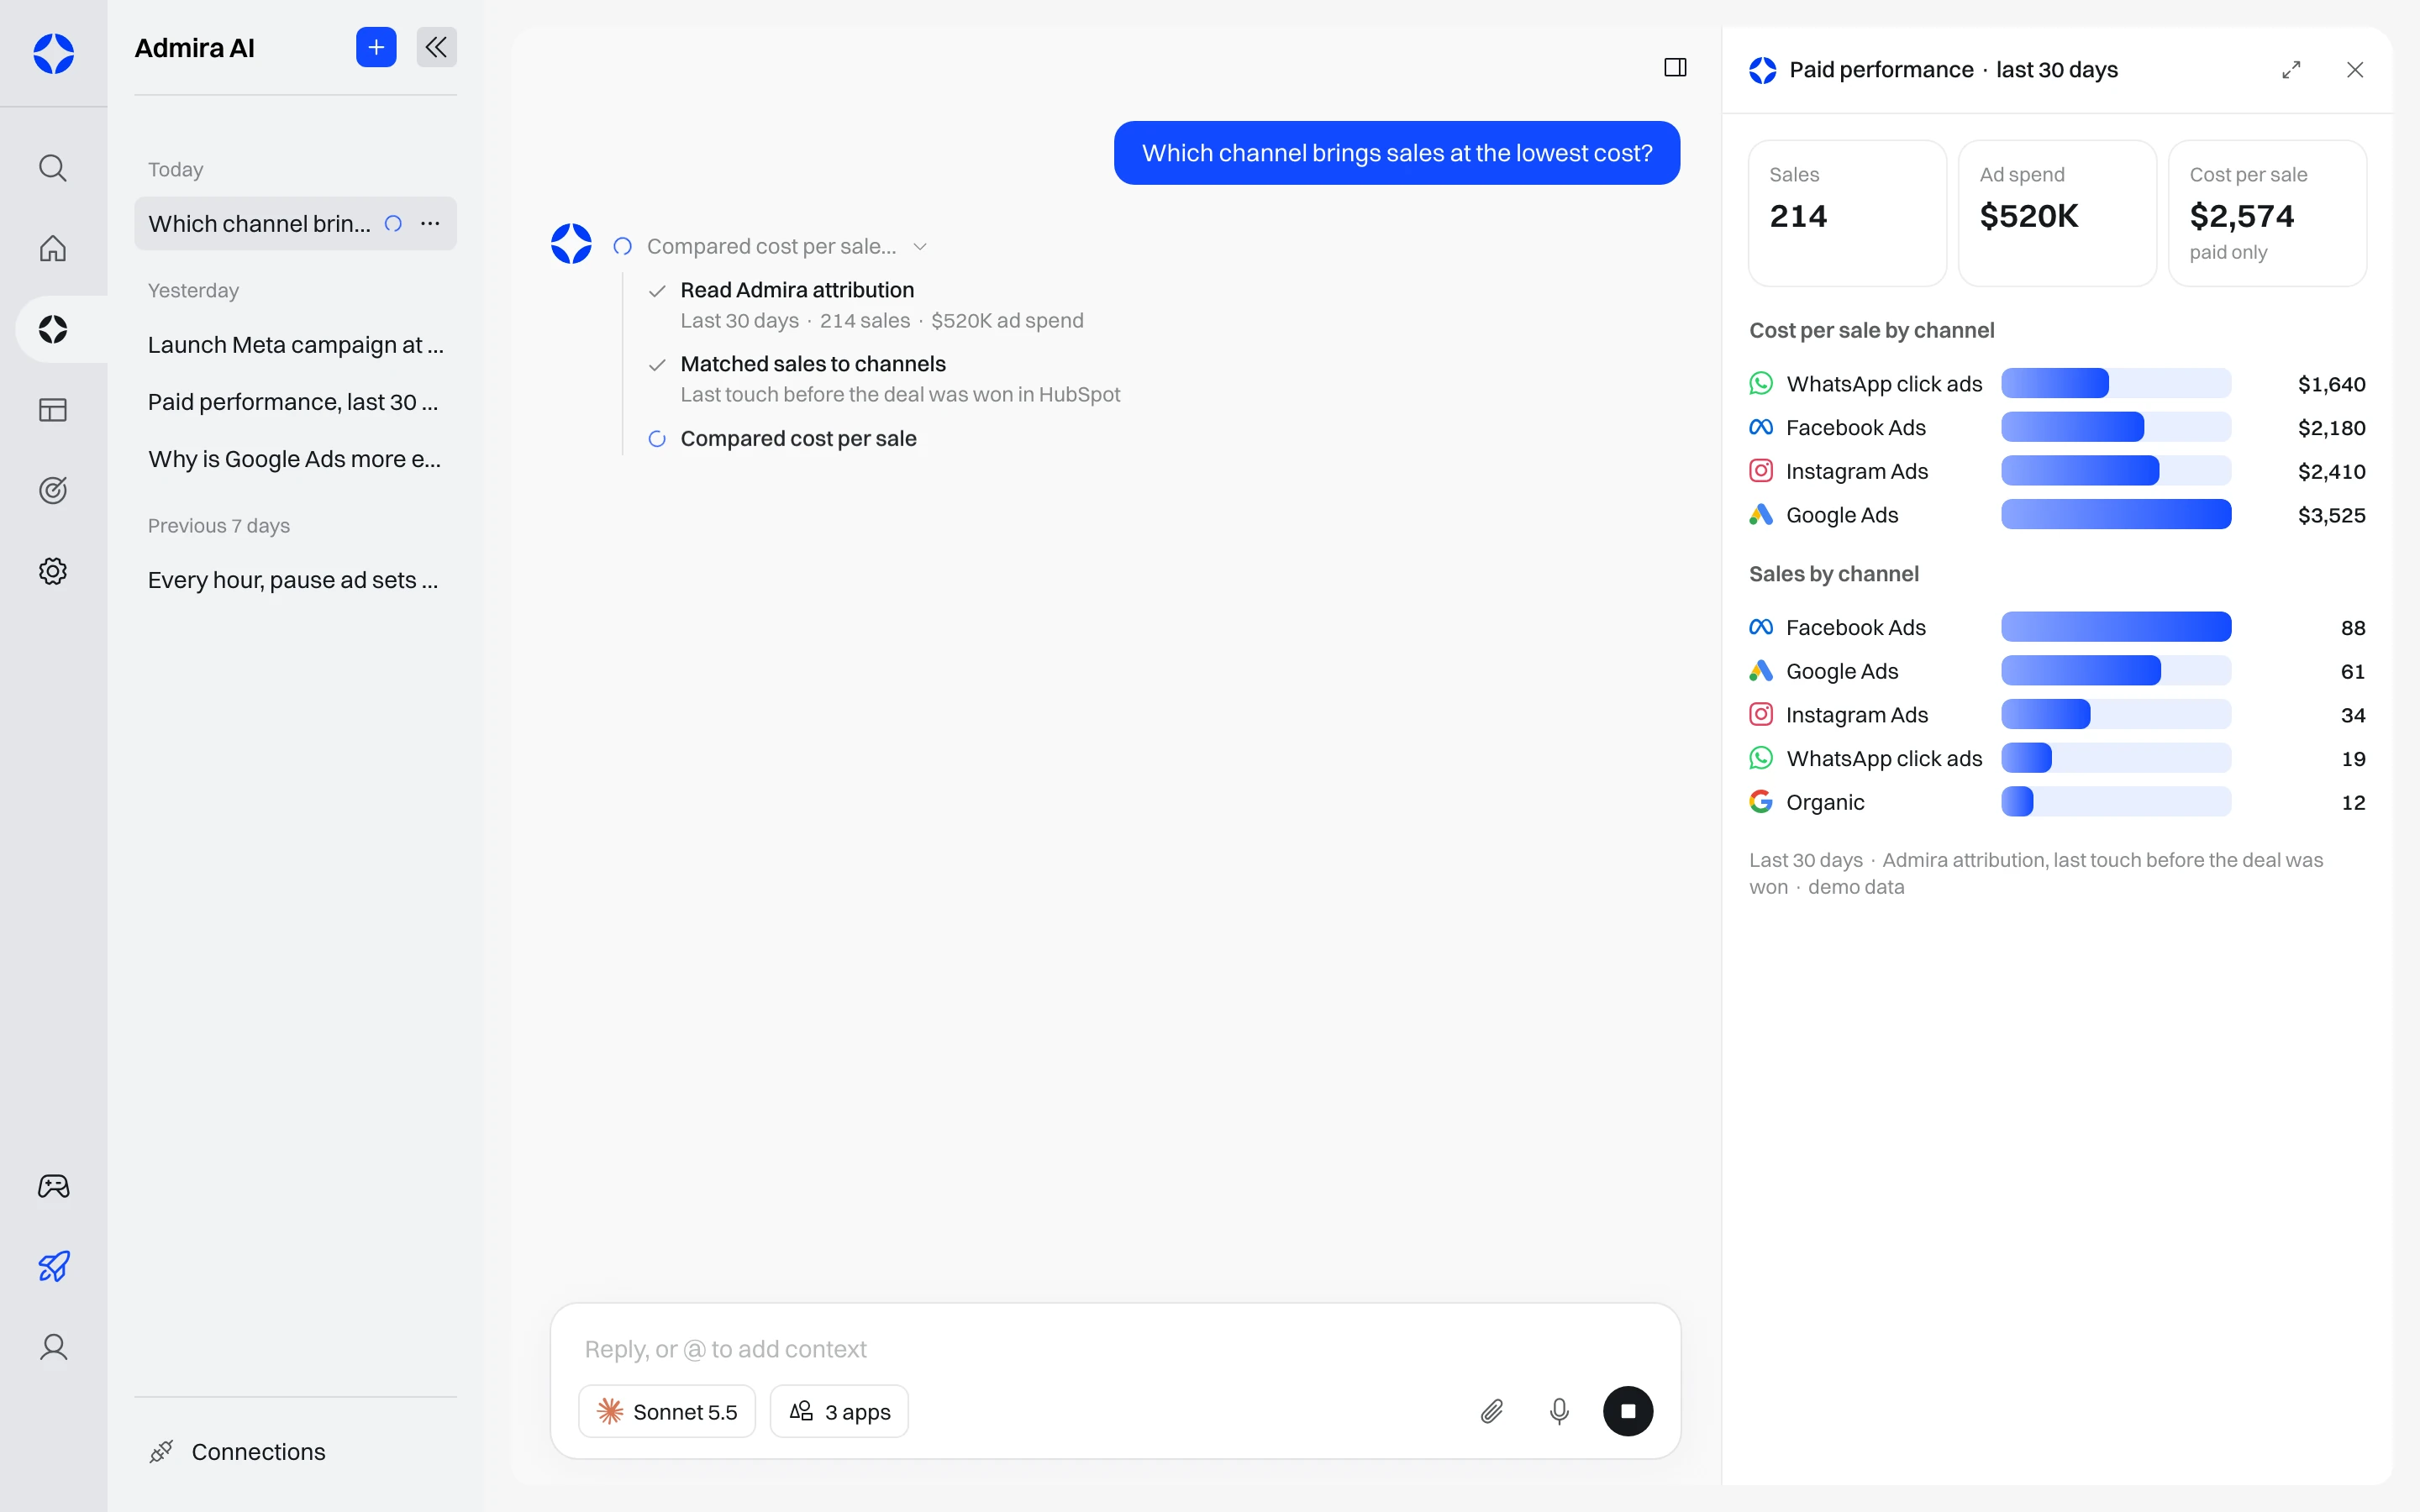 Admira AI
Today
Which channel brin...
Yesterday
Launch Meta campaign at ...
Paid performance, last 30 ...
Why is Google Ads more e...
Previous 7 days
Every hour, pause ad sets ...
Connections
Which channel brings sales at the lowest cost?
Compared cost per sale...
Read Admira attribution
Last 30 days · 214 sales · $520K ad spend
Matched sales to channels
Last touch before the deal was won in HubSpot
Compared cost per sale
Reply, or @ to add context
Sonnet 5.5
3 apps
Paid performance · last 30 days
Sales
214
Ad spend
$520K
Cost per sale
$2,574
paid only
Cost per sale by channel
WhatsApp click ads $1,640
Facebook Ads $2,180
Instagram Ads $2,410
Google Ads $3,525
Sales by channel
Facebook Ads 88
Google Ads 61
Instagram Ads 34
WhatsApp click ads 19
Organic 12
Last 30 days · Admira attribution, last touch before the deal was
won · demo data